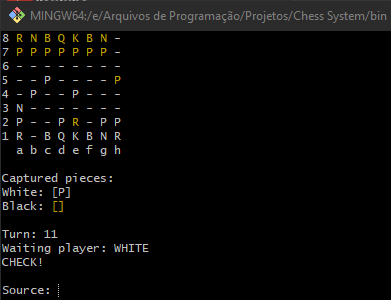 MINGW64:/e/Arquivos de Programação/Projetos/Chess System/bin
8 R N B Q K B N -
7 P P P P P P P -
6 - - - - - - - -
5 - - P - - - - P
4 - P - - P - - -
3 N - - - - - - -
2 P - - P R - P P
1 R - B Q K B N R
a b c d e f g h
Captured pieces:
White: [P]
Black: []
Turn: 11
Waiting player: WHITE
CHECK!
Source: